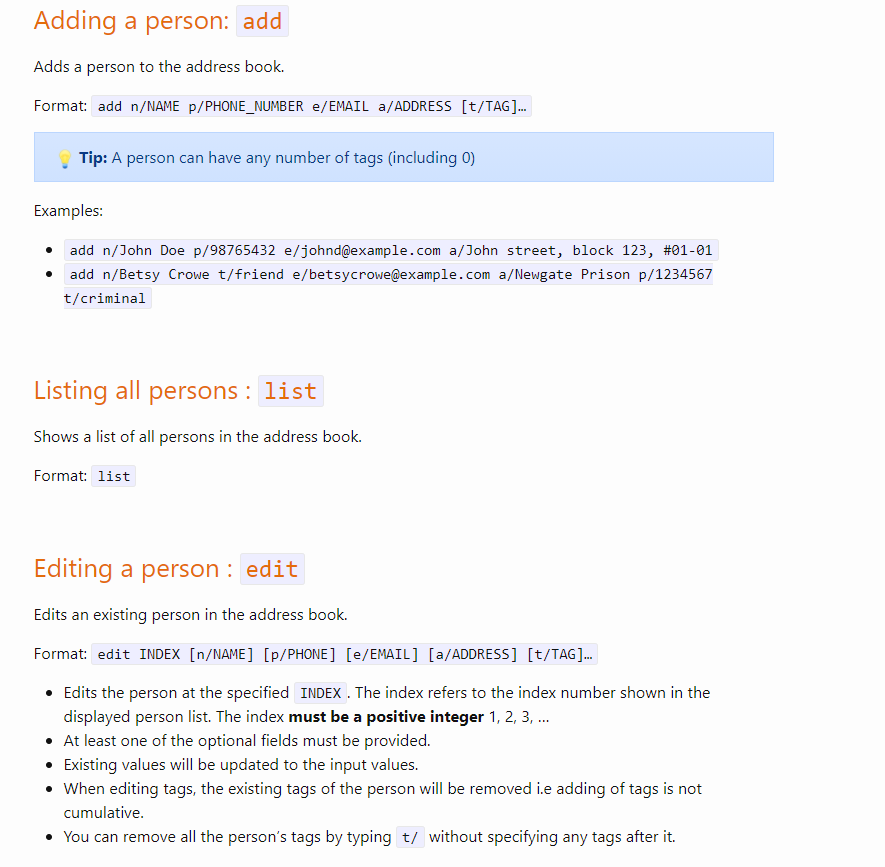 Adding a person: add
Adds a person to the address book.
Format: add n/NAME p/PHONE_NUMBER e/EMAIL a/ADDRESS [t/TAG]…
💡 Tip: A person can have any number of tags (including 0)
Examples:
• add n/John Doe p/98765432 e/johnd@example.com a/John street, block 123, #01-01
• add n/Betsy Crowe t/friend e/betsycrowe@example.com a/Newgate Prison p/1234567
t/criminal
Listing all persons : list
Shows a list of all persons in the address book.
Format: list
Editing a person : edit
Edits an existing person in the address book.
Format: edit INDEX [n/NAME] [p/PHONE] [e/EMAIL] [a/ADDRESS] [t/TAG]…
• Edits the person at the specified INDEX. The index refers to the index number shown in the
displayed person list. The index must be a positive integer 1, 2, 3, …
• At least one of the optional fields must be provided.
• Existing values will be updated to the input values.
• When editing tags, the existing tags of the person will be removed i.e adding of tags is not
cumulative.
• You can remove all the person’s tags by typing t/ without specifying any tags after it.